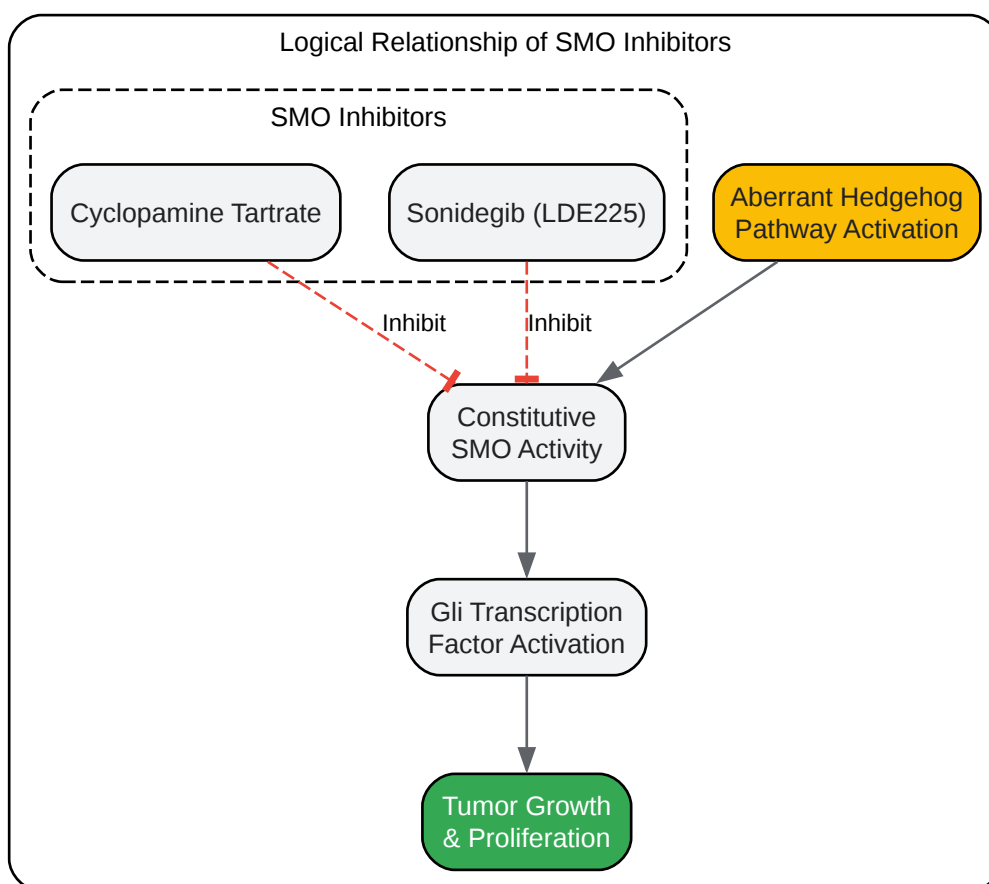 Logical Relationship of SMO Inhibitors
SMO Inhibitors
Cyclopamine Tartrate
Sonidegib (LDE225)
Aberrant Hedgehog
Pathway Activation
Inhibit
Inhibit
Constitutive
SMO Activity
Gli Transcription
Factor Activation
Tumor Growth
& Proliferation